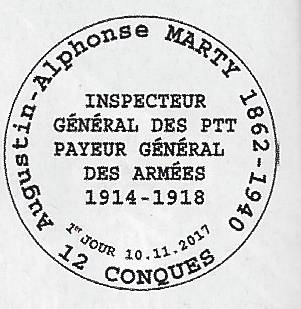 Augustin-Alphonse MARTY 1862-1940
INSPECTEUR
GÉNÉRAL DES PTT
PAYEUR GÉNÉRAL
DES ARMÉES
1914-1918
1er JOUR 10.11.2017
12 CONQUES